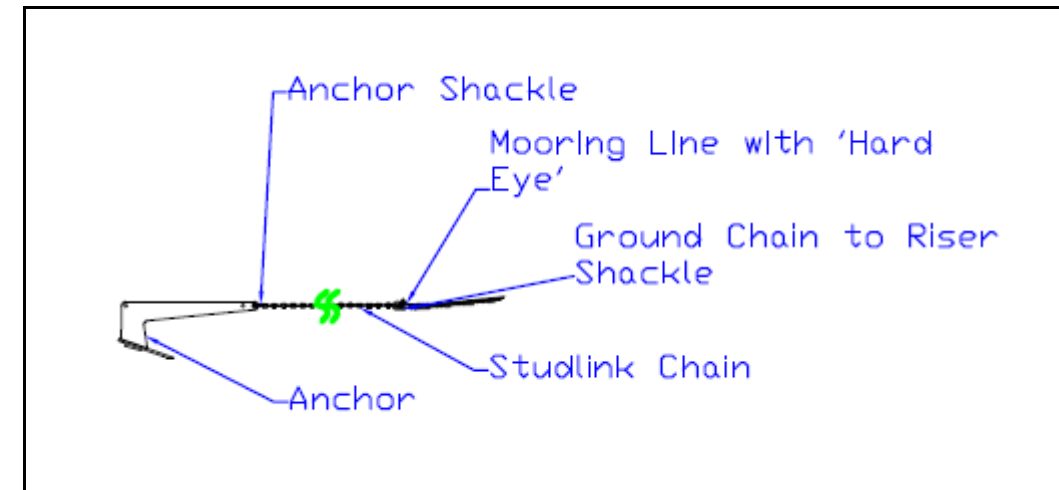 Anchor Shackle
Mooring Line with 'Hard
Eye'
Ground Chain to Riser
Shackle
Studlink Chain
Anchor